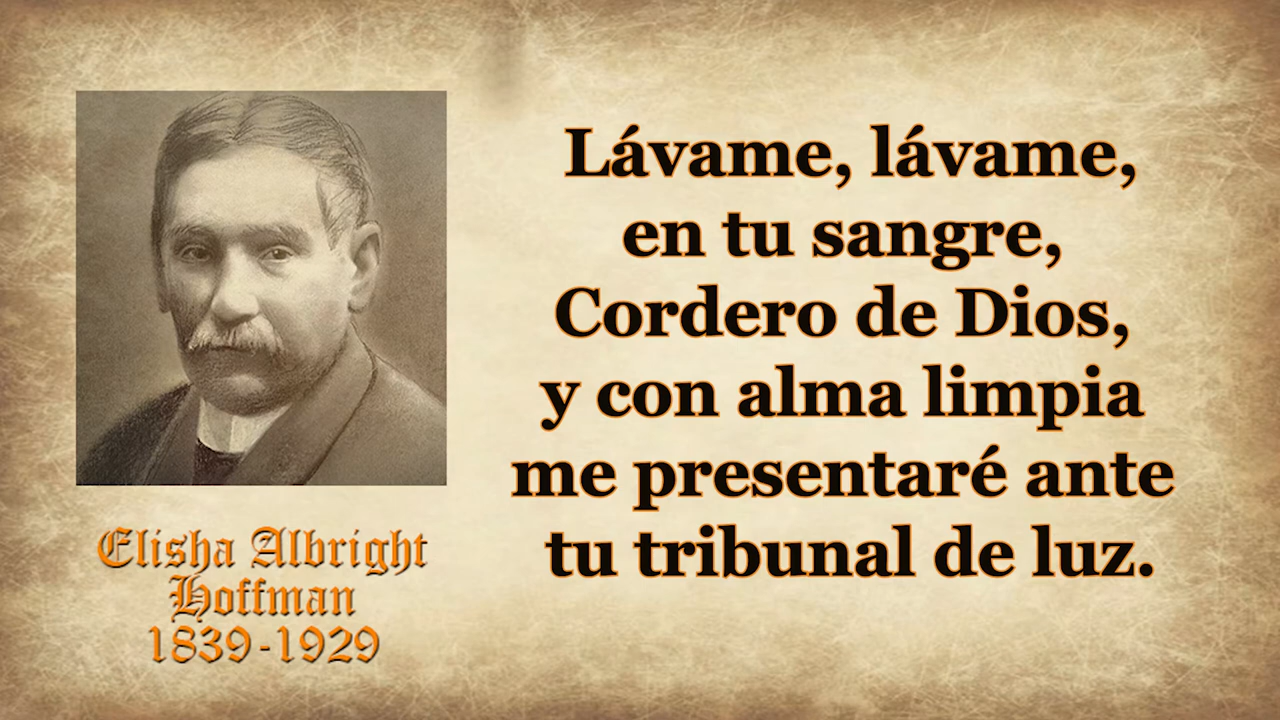 Lávame, lávame,
en tu sangre,
Cordero de Dios,
y con alma limpia
me presentaré ante
tu tribunal de luz.
Elisha Albright
Hoffman
1839-1929